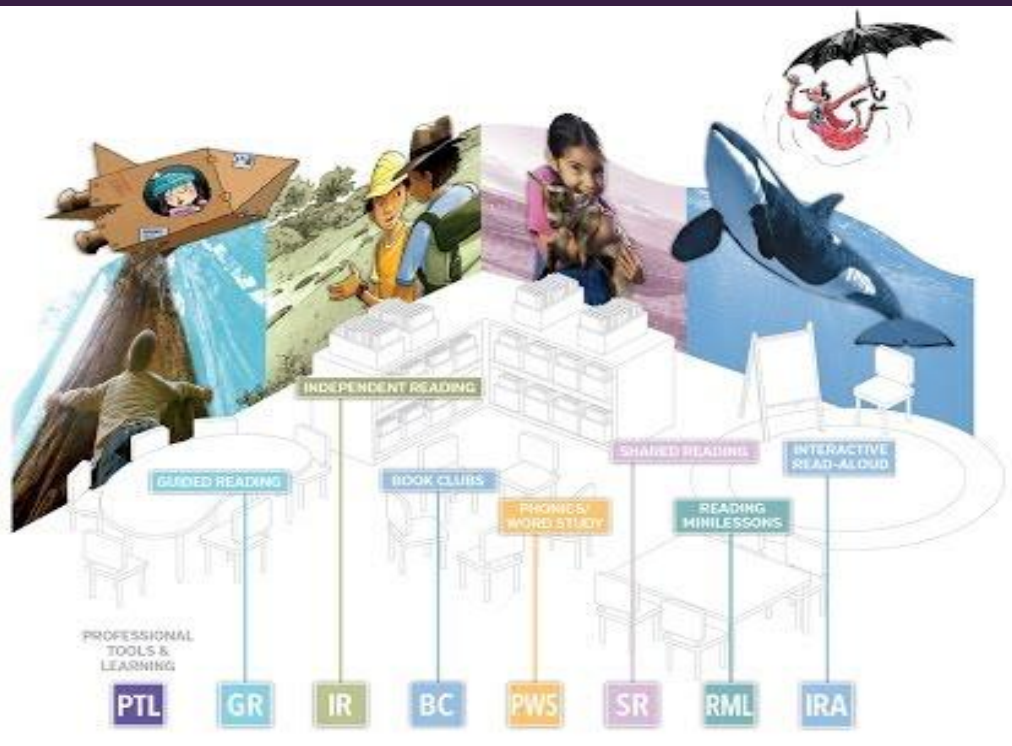 INDEPENDENT READING
SHARED READING
INTERACTIVE
READ-ALOUD
GUIDED READING
BOOK CLUBS
PHONICS/
WORD STUDY
READING
MINILESSONS
PROFESSIONAL
TOOLS &
LEARNING
PTL
GR
IR
BC
PWS
SR
RML
IRA